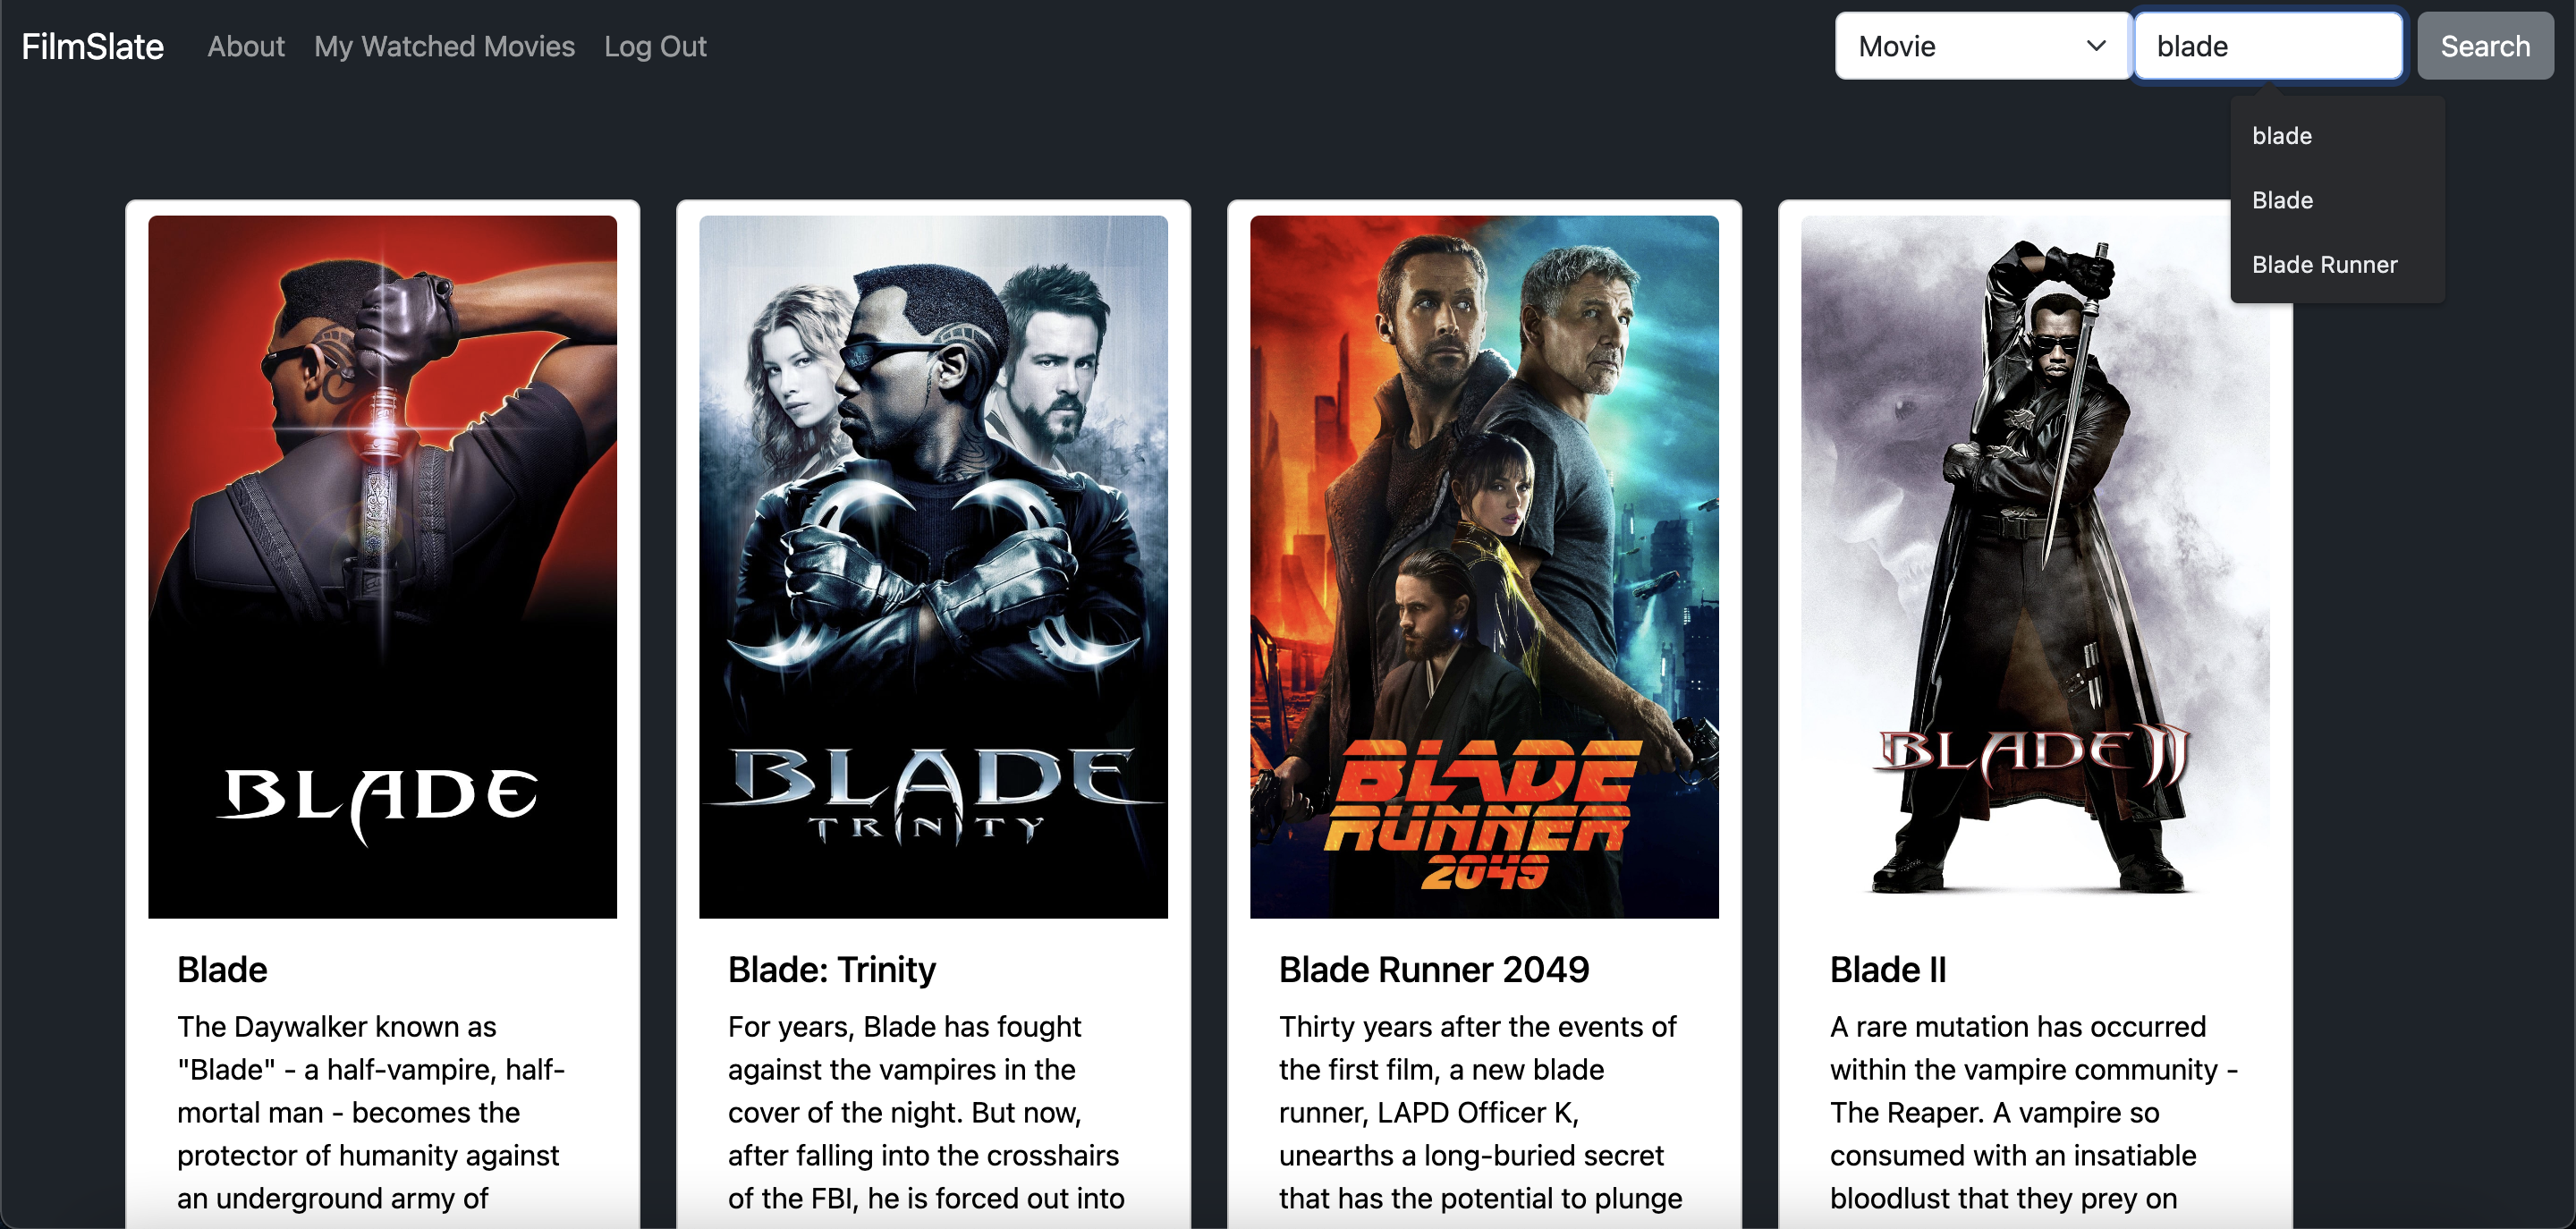 FilmSlate About My Watched Movies Log Out Movie blade Search
blade
Blade
Blade Runner
BLADE
BLADE
TRINITY
BLADE
RUNNER
2049
BLADE II
Blade
The Daywalker known as
"Blade" - a half-vampire, half-
mortal man - becomes the
protector of humanity against
an underground army of
Blade: Trinity
For years, Blade has fought
against the vampires in the
cover of the night. But now,
after falling into the crosshairs
of the FBI, he is forced out into
Blade Runner 2049
Thirty years after the events of
the first film, a new blade
runner, LAPD Officer K,
unearths a long-buried secret
that has the potential to plunge
Blade II
A rare mutation has occurred
within the vampire community -
The Reaper. A vampire so
consumed with an insatiable
bloodlust that they prey on